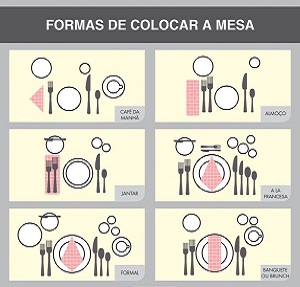 FORMAS DE COLOCAR A MESA
CAFÉ DA
MANHÃ
ALMOÇO
JANTAR
A LA
FRANCESA
FORMAL
BANQUETE
OU BRUNCH